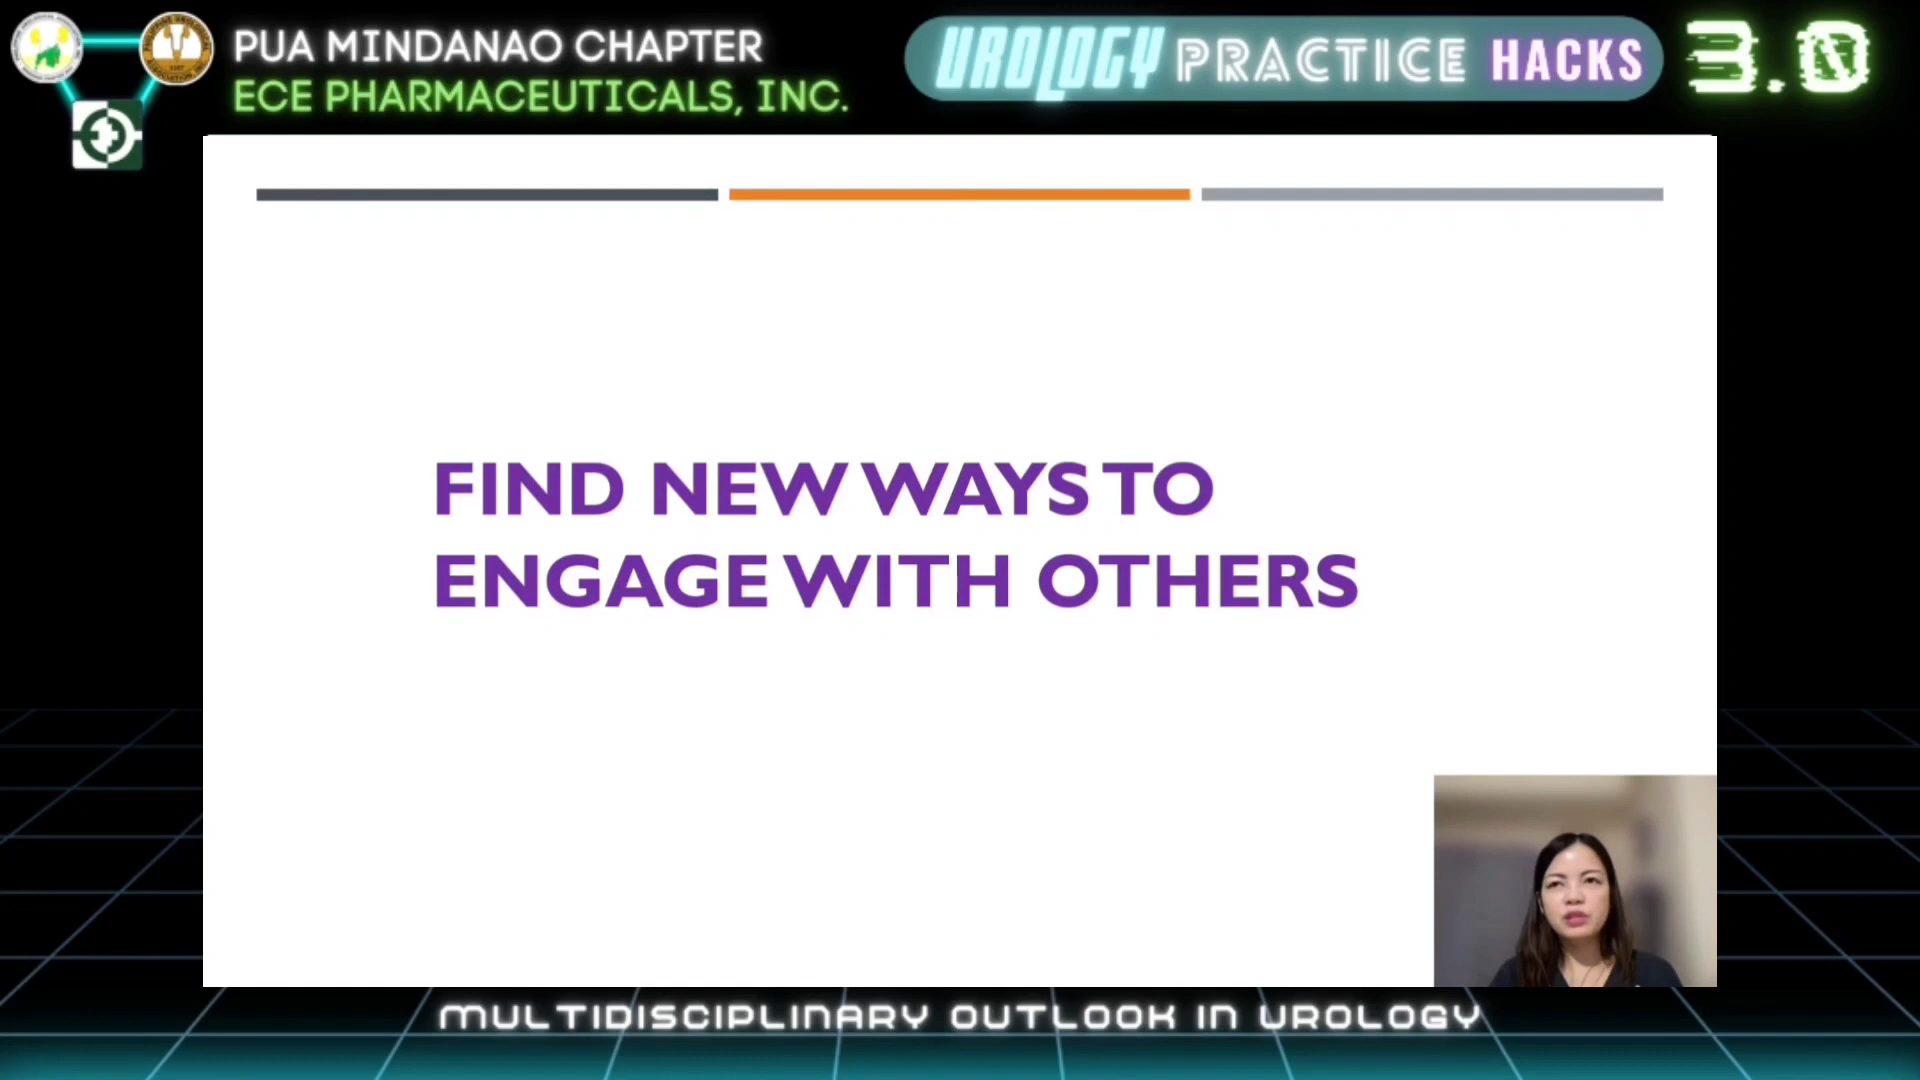 PUA MINDANAO CHAPTER
ECE PHARMACEUTICALS, INC.
UROLOGY PRACTICE HACKS 3.0
FIND NEW WAYS TO
ENGAGE WITH OTHERS
MULTIDISCIPLINARY OUTLOOK IN UROLOGY